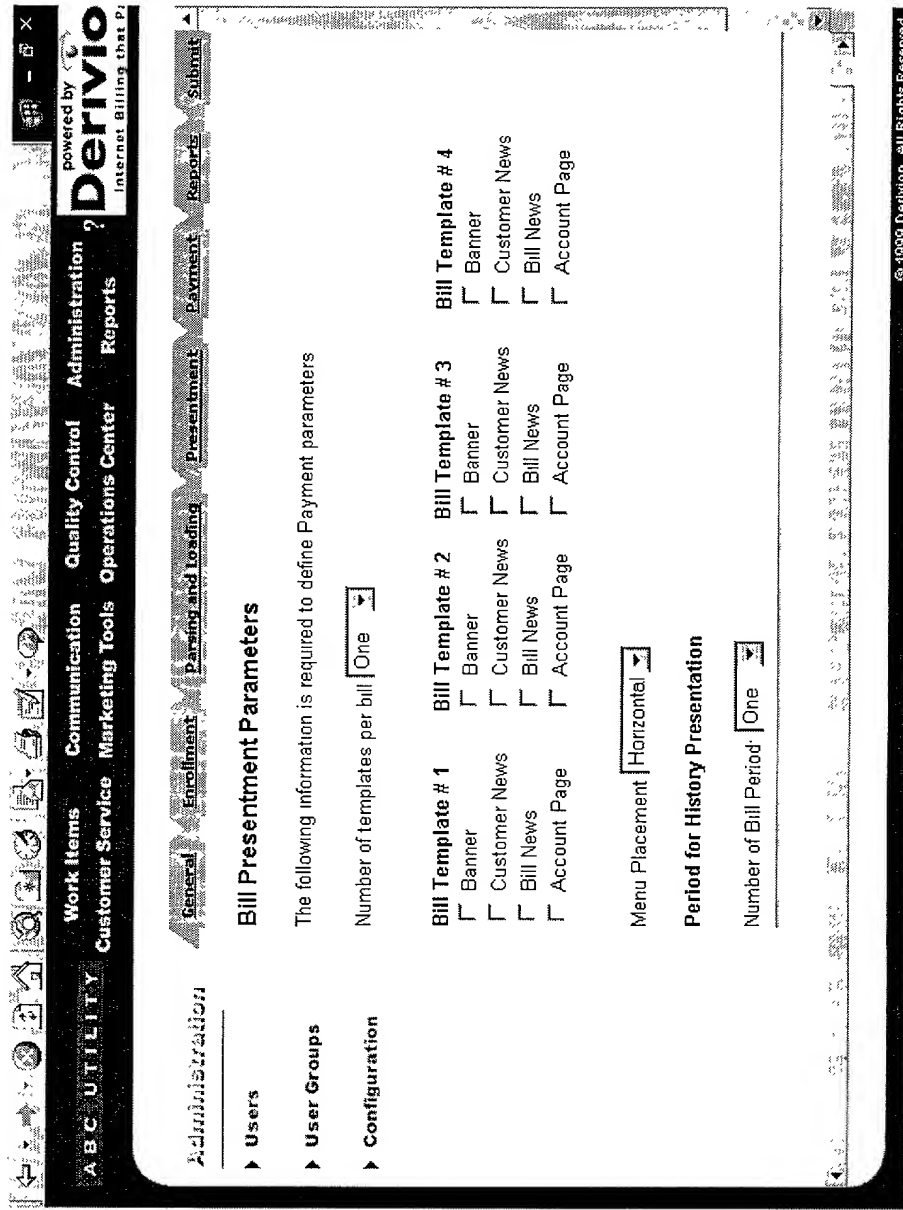 powered by
Derivio
Internet Billing that P
ABC UTILITY
Work Items Communication Quality Control Administration ?
Customer Service Marketing Tools Operations Center Reports
General Enrollment Parsing and Loading Presentment Payment Reports Submit
Administration
Users
User Groups
Configuration
Bill Presentment Parameters
The following information is required to define Payment parameters
Number of templates per bill One
Bill Template # 1 Bill Template # 2 Bill Template # 3 Bill Template # 4
Banner Banner Banner Banner
Customer News Customer News Customer News Customer News
Bill News Bill News Bill News Bill News
Account Page Account Page Account Page Account Page
Menu Placement Horizontal
Period for History Presentation
Number of Bill Period: One
© 1999 Derivion. All Rights Reserved